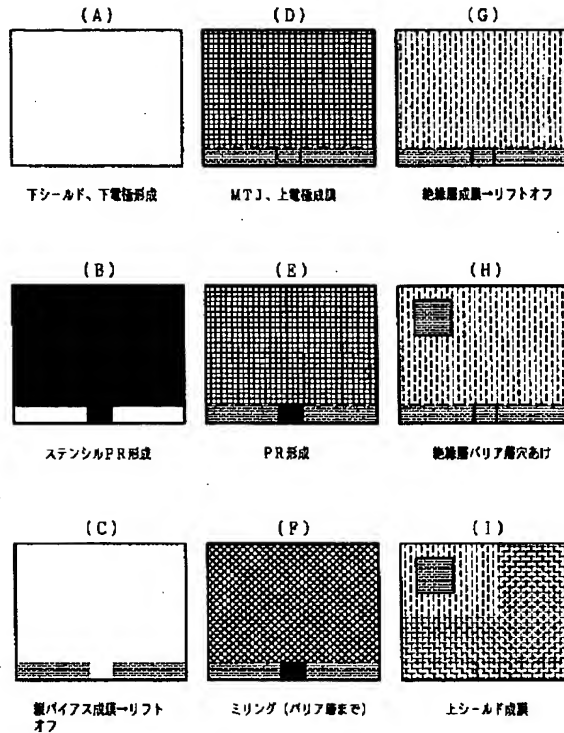 (A)
(D)
(G)
下シールド、下電極形成
MTJ、上電極成膜
絶縁層成膜→リフトオフ
(B)
(E)
(H)
ステンシルPR形成
PR形成
絶縁層バリア層穴あけ
(C)
(F)
(I)
縦バイアス成膜→リフト
オフ
ミリング(バリア層まで)
上シールド成膜